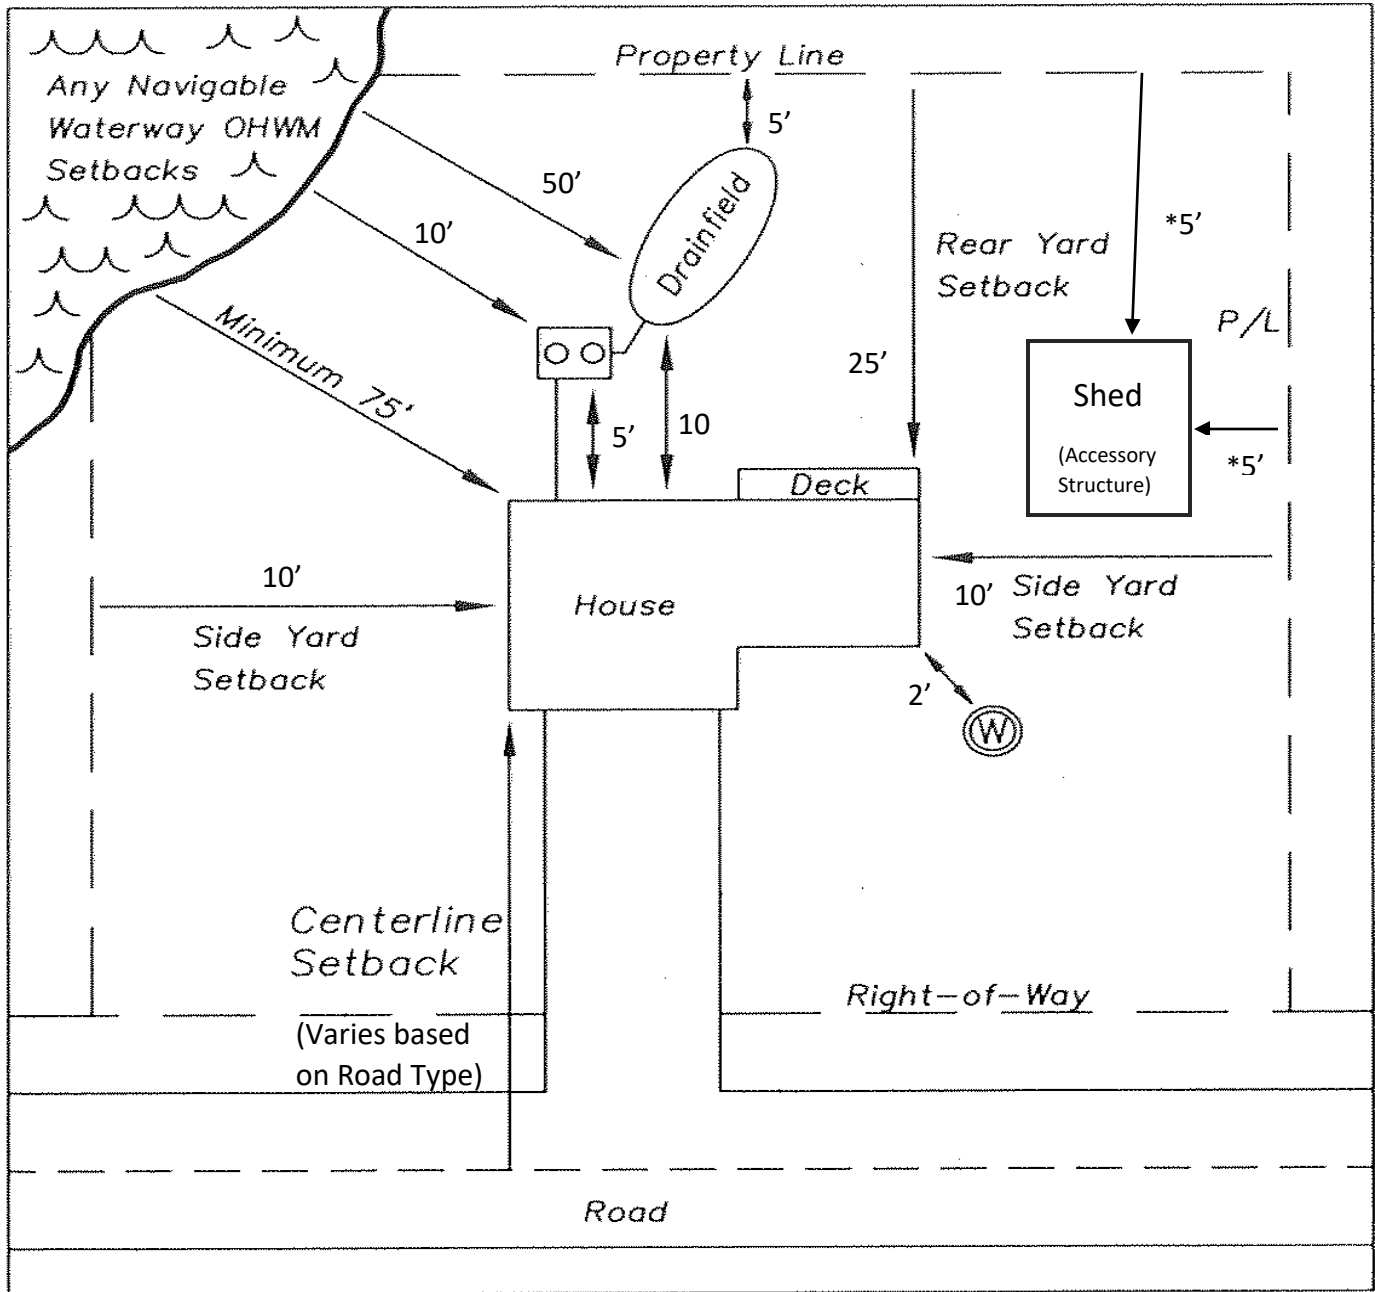 Property Line
Any Navigable
Waterway OHWM
Setbacks
5'
50'
10'
Drainfield
Rear Yard
Setback
*5'
P/L
Minimum 75'
25'
Shed
(Accessory
Structure)
*5'
5'
10
Deck
10'
Side Yard
Setback
House
10'
Side Yard
Setback
2'
W
Centerline
Setback
(Varies based
on Road Type)
Right-of-Way
Road